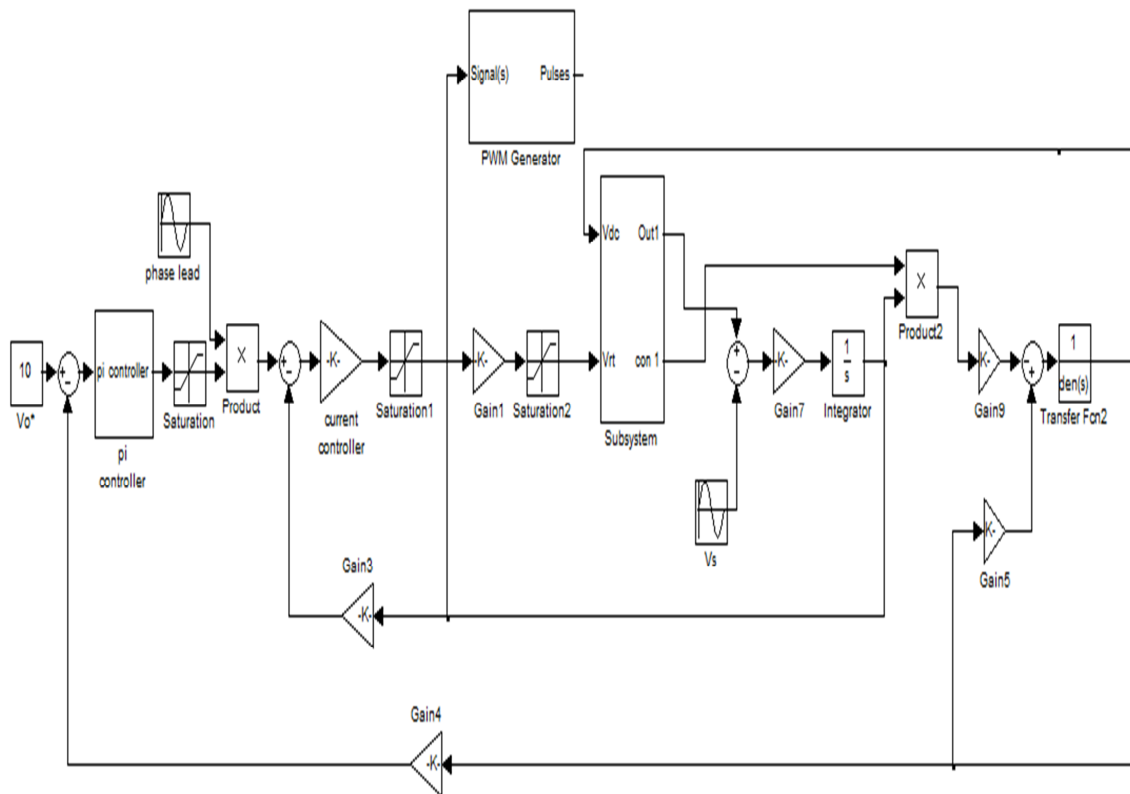 Signal(s) Pulses
PWM Generator
phase lead
Vdc Out1
Vrt con 1
Subsystem
10
Vo*
pi controller
pi
controller
Saturation
×
Product
+
−
-K-
current
controller
Saturation1
-K-
Gain1
Saturation2
+
−
K-
Gain7
1
s
Integrator
×
Product2
K-
Gain9
−
+
1
den(s)
Transfer Fcn2
+
−
Vs
K-
Gain5
Gain3
-K-
Gain4
-K-